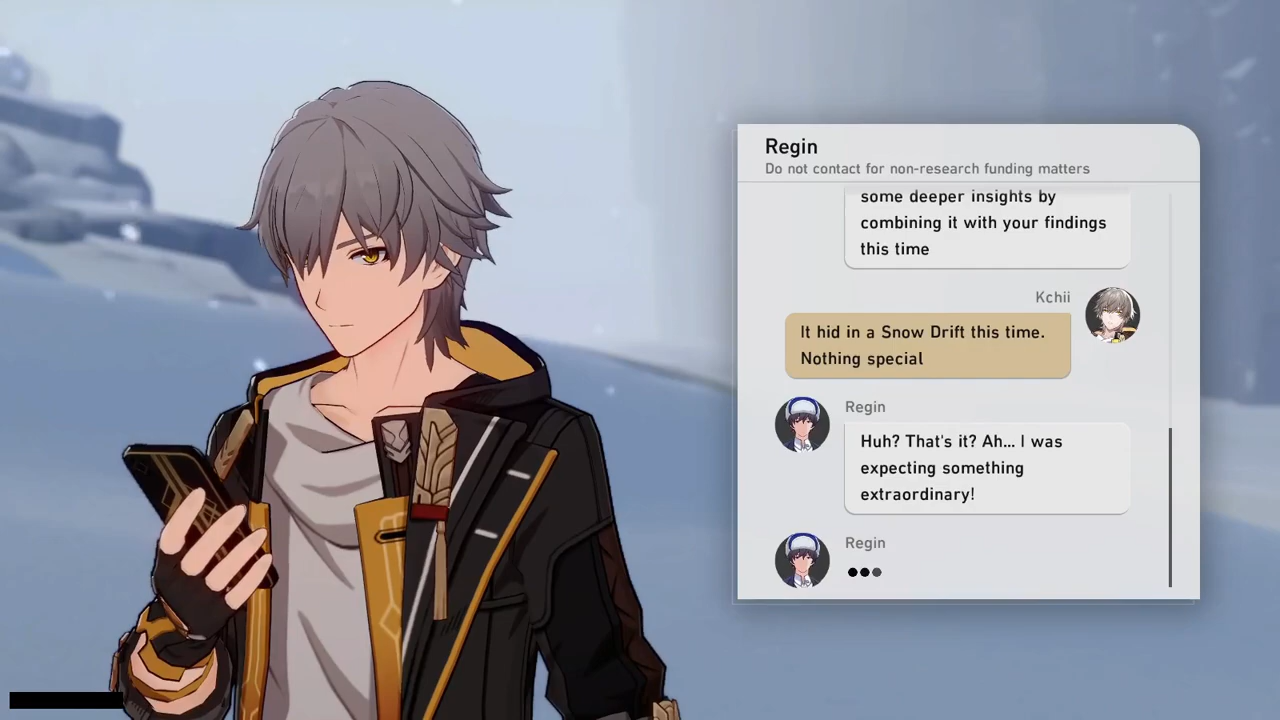 Regin
Do not contact for non-research funding matters
some deeper insights by
combining it with your findings
this time
Kchii
It hid in a Snow Drift this time.
Nothing special
Regin
Huh? That's it? Ah... I was
expecting something
extraordinary!
Regin